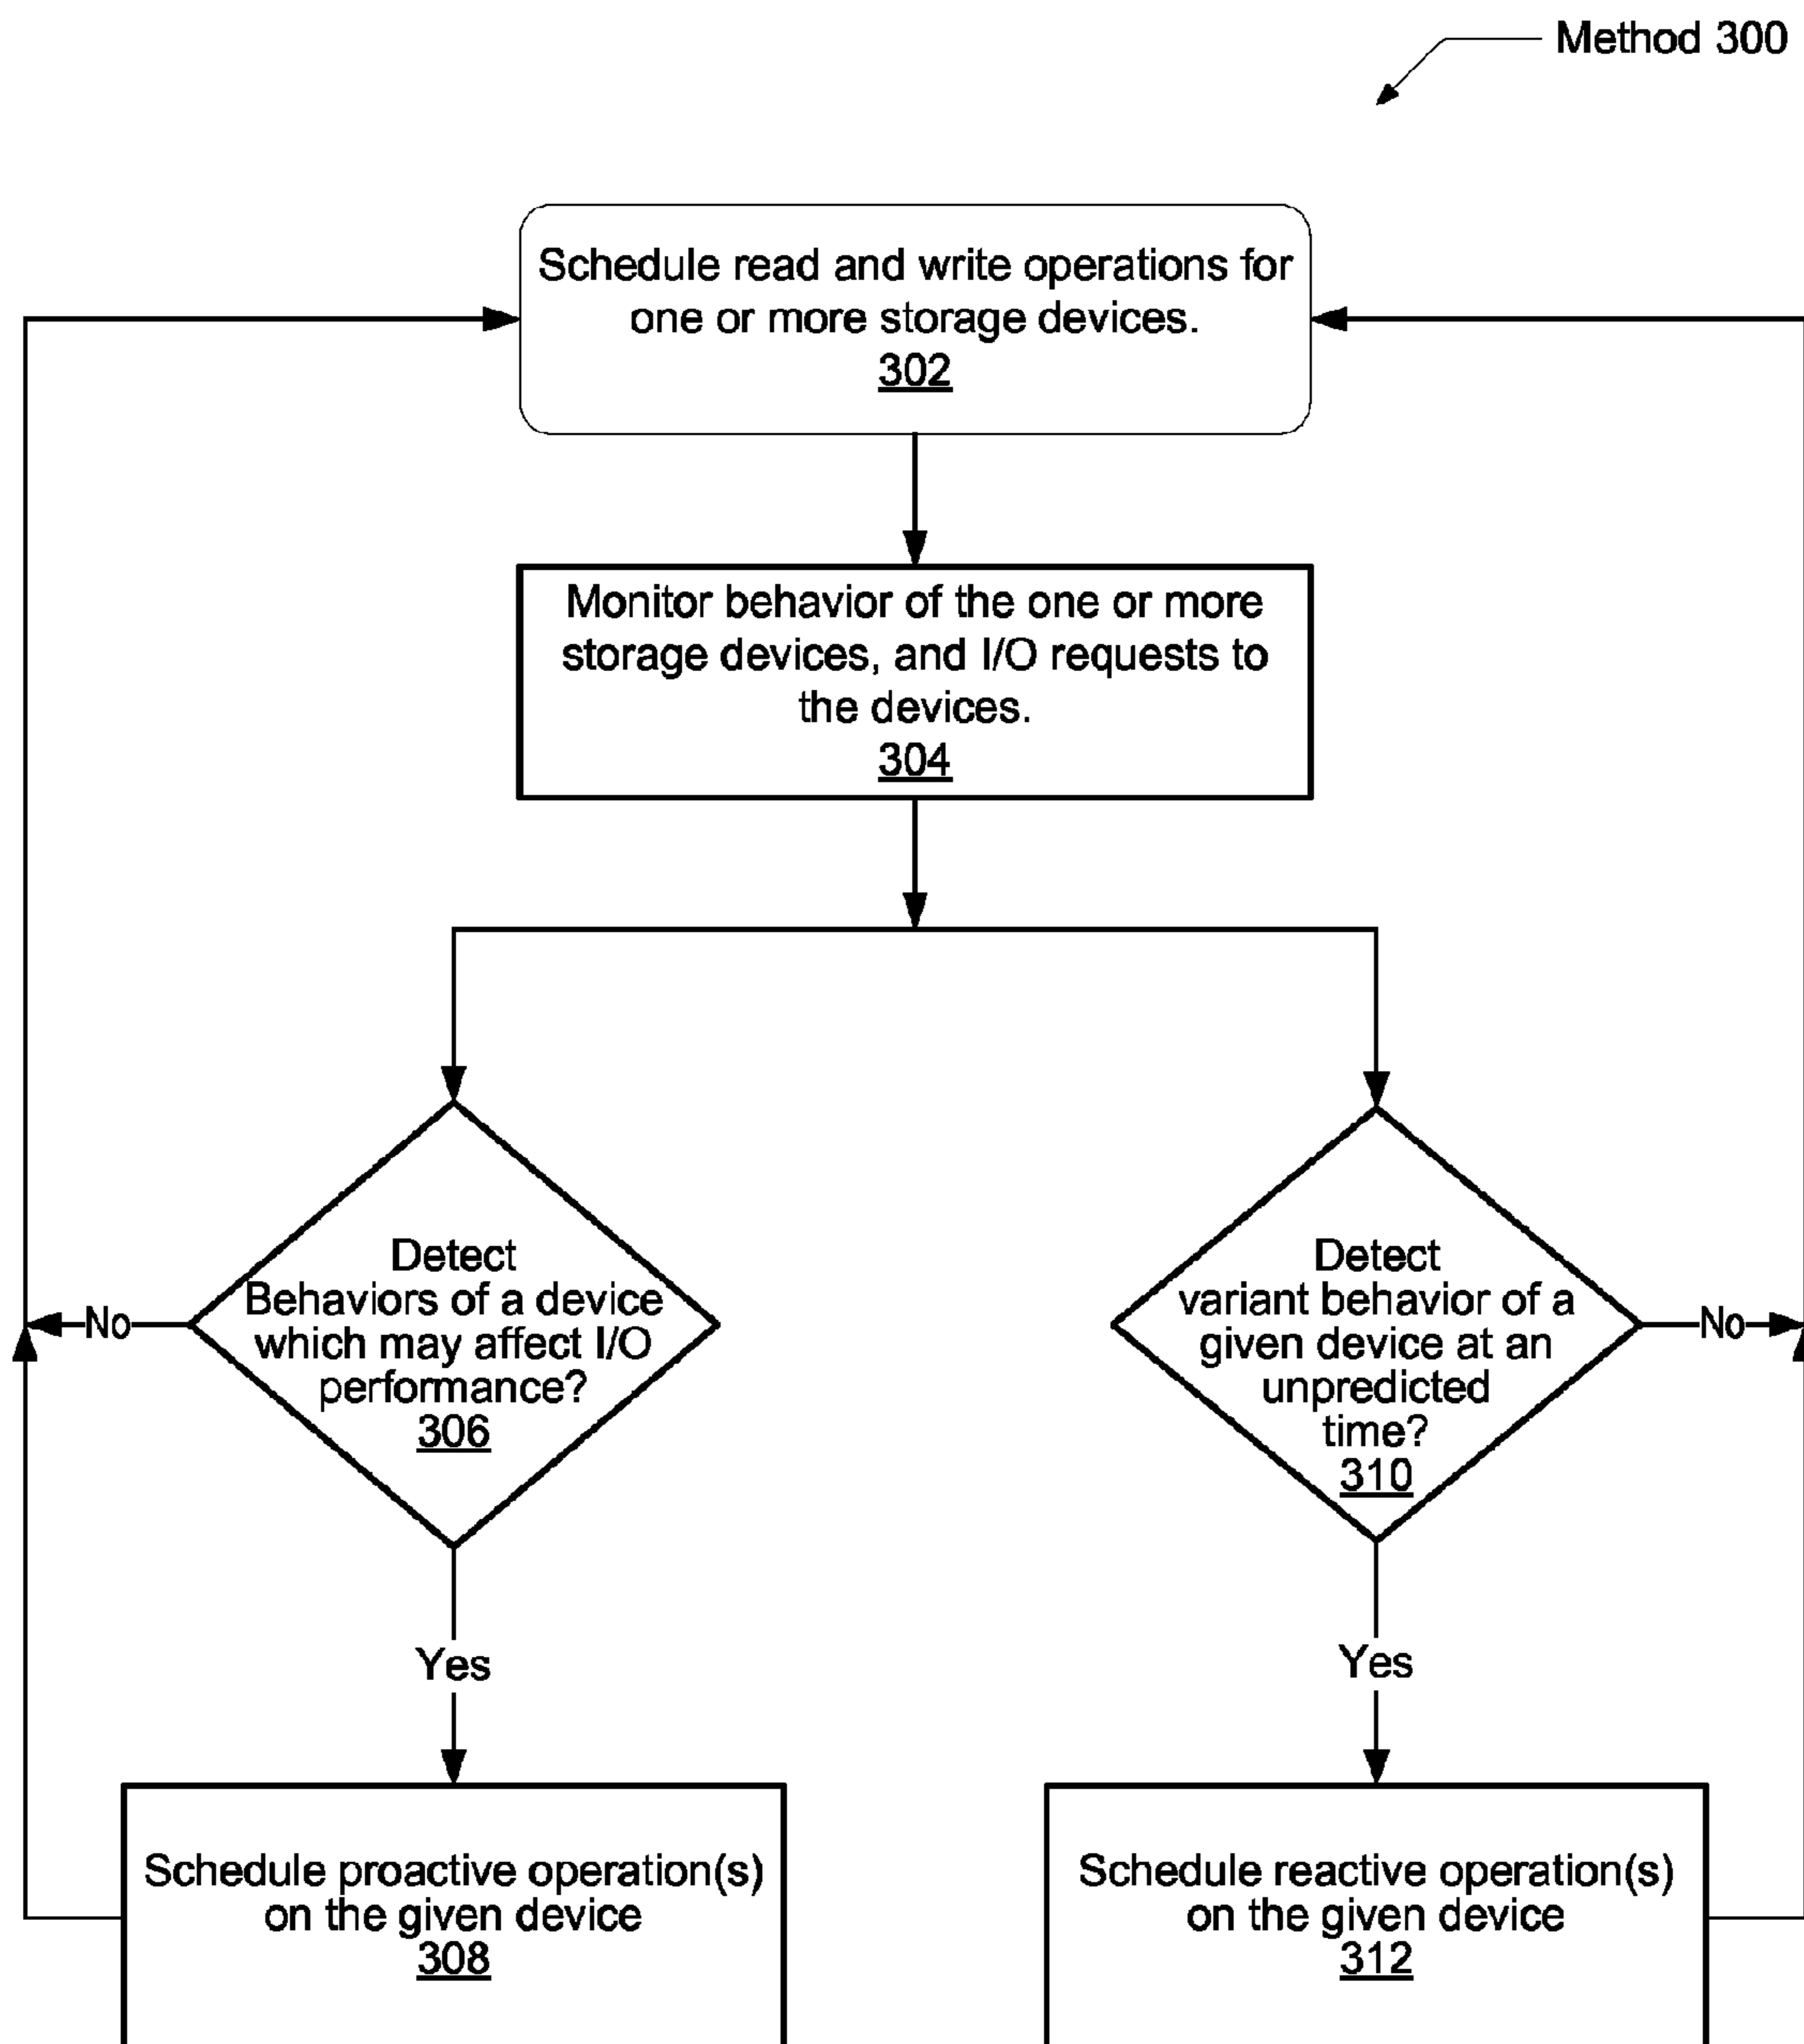 Method 300
Schedule read and write operations for
one or more storage devices.
302
Monitor behavior of the one or more
storage devices, and I/O requests to
the devices.
304
Detect
Behaviors of a device
which may affect I/O
performance?
306
No
Yes
Detect
variant behavior of a
given device at an
unpredicted
time?
310
No
Yes
Schedule proactive operation(s)
on the given device
308
Schedule reactive operation(s)
on the given device
312